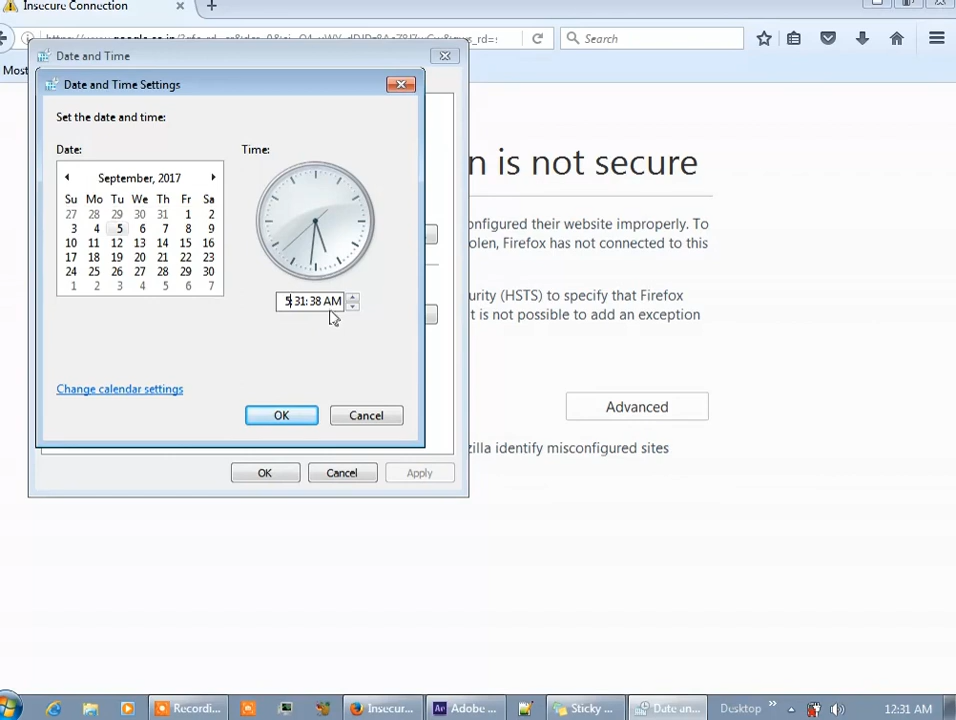 Insecure Connection
Search
Date and Time
Most
Date and Time Settings
Set the date and time:
Date:
Time:
September, 2017
Su Mo Tu We Th Fr Sa
27 28 29 30 31 1 2
3 4 5 6 7 8 9
10 11 12 13 14 15 16
17 18 19 20 21 22 23
24 25 26 27 28 29 30
1 2 3 4 5 6 7
5:31:38 AM
n is not secure
onfigured their website improperly. To
olen, Firefox has not connected to this
urity (HSTS) to specify that Firefox
t is not possible to add an exception
Change calendar settings
OK
Cancel
Advanced
zilla identify misconfigured sites
OK
Cancel
Apply
Recordi...
Insecur...
Ae
Adobe ...
Sticky ...
Date an...
Desktop
»
12:31 AM